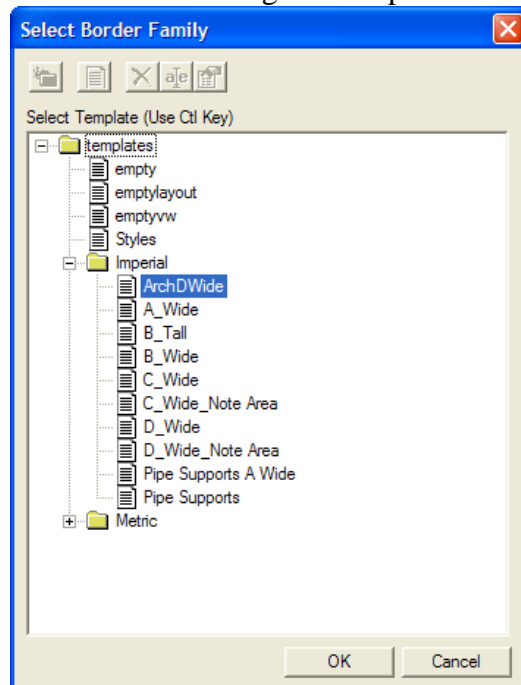 Select Border Family
Select Template (Use Ctl Key)
templates
empty
emptylayout
emptyvw
Styles
Imperial
ArchDWide
A_Wide
B_Tall
B_Wide
C_Wide
C_Wide_Note Area
D_Wide
D_Wide_Note Area
Pipe Supports A Wide
Pipe Supports
Metric
OK Cancel